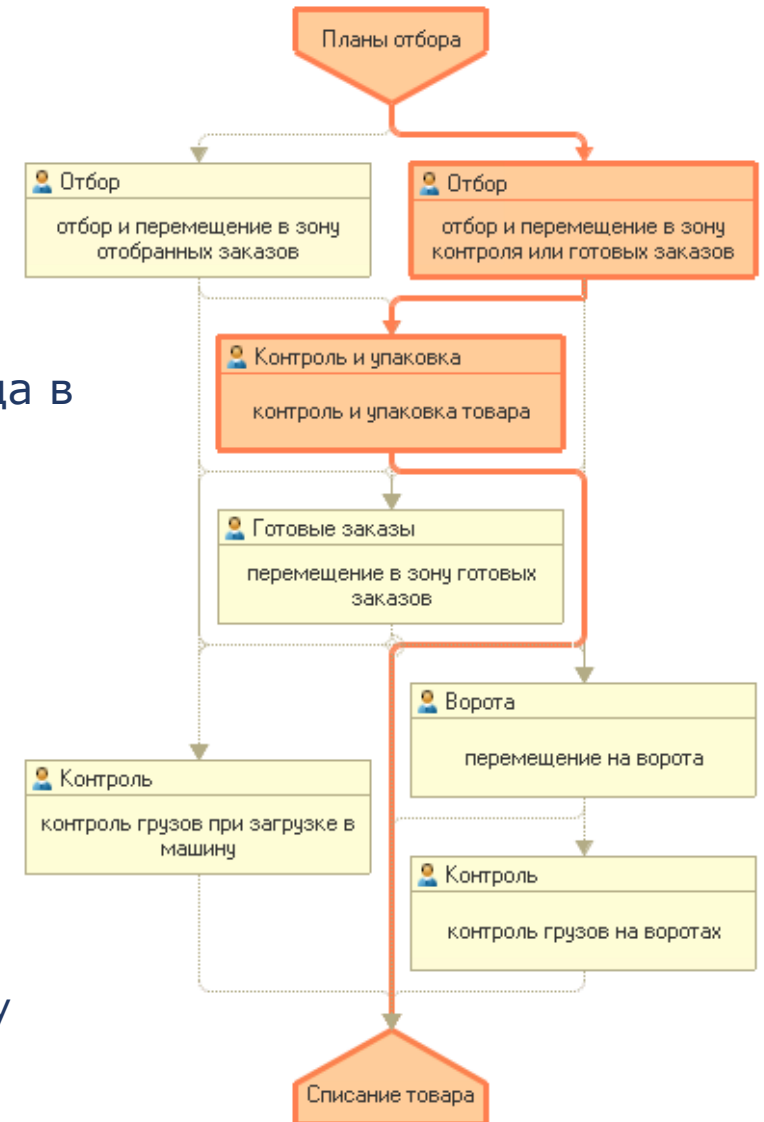 Планы отбора
Отбор
отбор и перемещение в зону
отобранных заказов
Отбор
отбор и перемещение в зону
контроля или готовых заказов
Контроль и упаковка
контроль и упаковка товара
да в
Готовые заказы
перемещение в зону готовых
заказов
Ворота
перемещение на ворота
Контроль
контроль грузов при загрузке в
машину
Контроль
контроль грузов на воротах
у
Списание товара